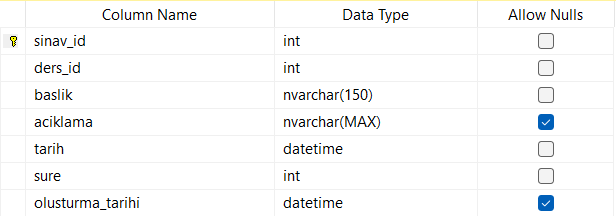 Column Name Data Type Allow Nulls
sinav_id int
ders_id int
baslik nvarchar(150)
aciklama nvarchar(MAX)
tarih datetime
sure int
olusturma_tarihi datetime